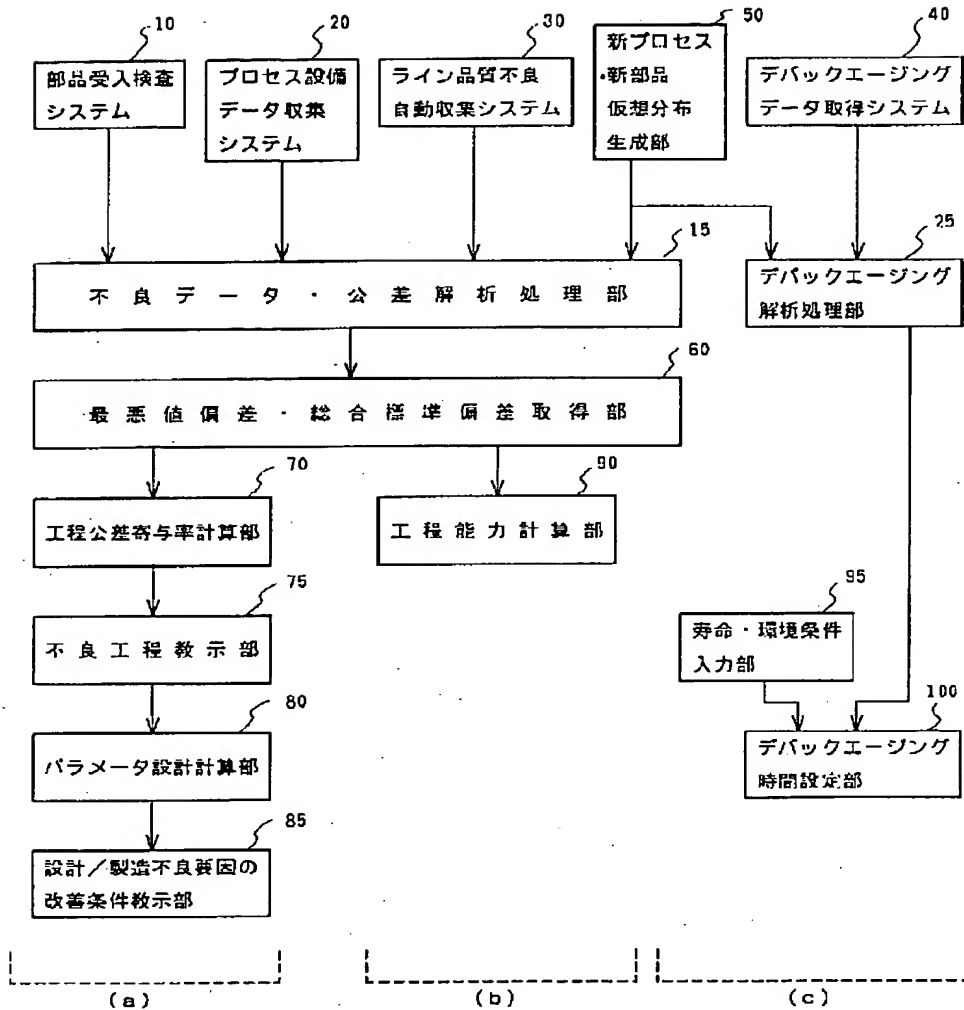 10
部品受入検査
システム
20
プロセス設備
データ収集
システム
30
ライン品質不良
自動収集システム
50
新プロセス
・新部品
仮想分布
生成部
40
デバックエージング
データ取得システム
15
不良データ・公差解析処理部
25
デバックエージング
解析処理部
60
最悪値偏差・総合標準偏差取得部
70
工程公差寄与率計算部
90
工程能力計算部
75
不良工程教示部
95
寿命・環境条件
入力部
80
パラメータ設計計算部
100
デバックエージング
時間設定部
85
設計／製造不良要因の
改善条件教示部
(a)
(b)
(c)